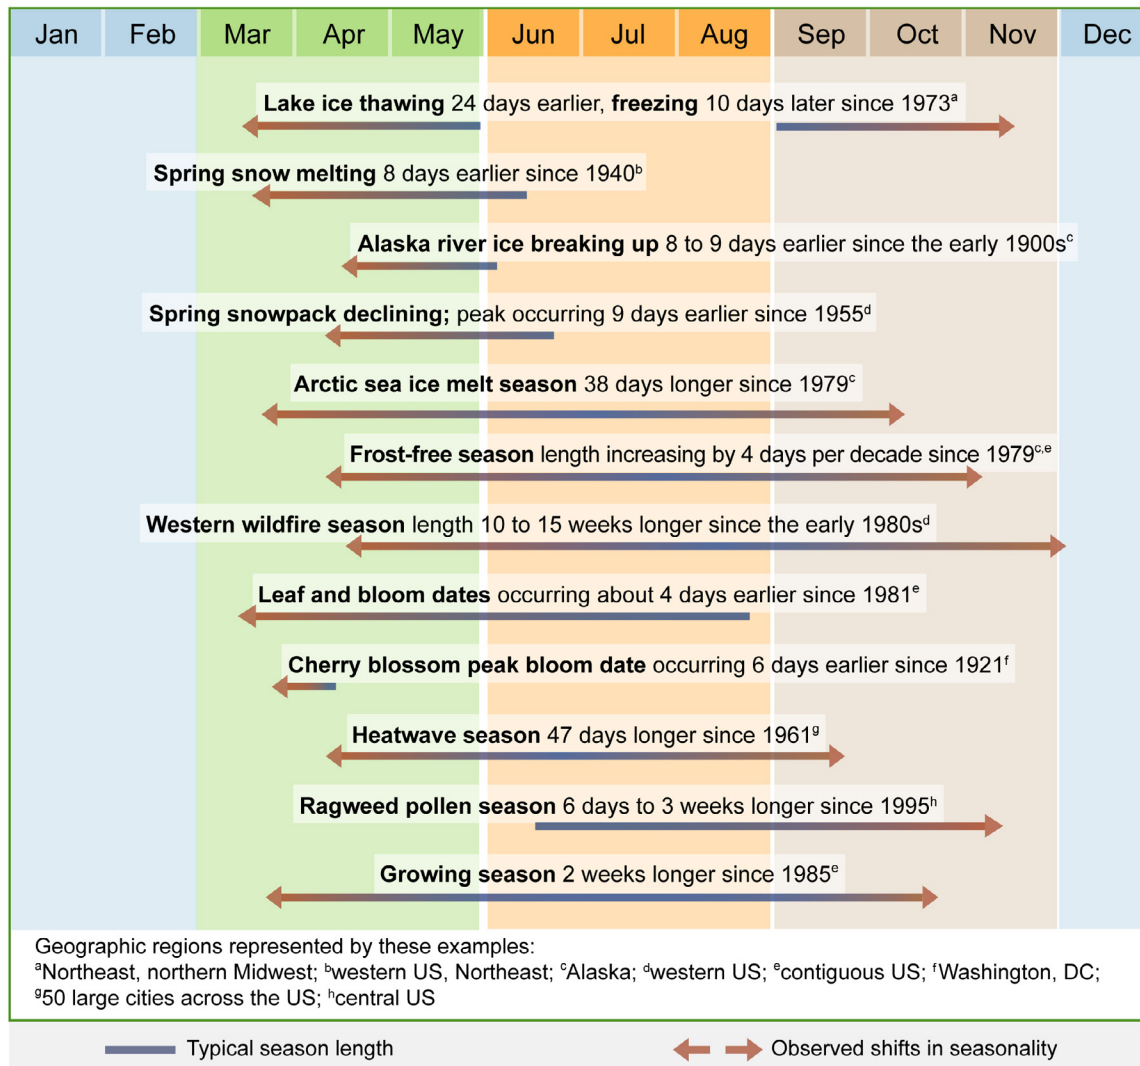 Jan Feb Mar Apr May Jun Jul Aug Sep Oct Nov Dec
Lake ice thawing 24 days earlier, freezing 10 days later since 1973ᵃ
Spring snow melting 8 days earlier since 1940ᵇ
Alaska river ice breaking up 8 to 9 days earlier since the early 1900sᶜ
Spring snowpack declining; peak occurring 9 days earlier since 1955ᵈ
Arctic sea ice melt season 38 days longer since 1979ᶜ
Frost-free season length increasing by 4 days per decade since 1979ᶜ,ᵉ
Western wildfire season length 10 to 15 weeks longer since the early 1980sᵈ
Leaf and bloom dates occurring about 4 days earlier since 1981ᵉ
Cherry blossom peak bloom date occurring 6 days earlier since 1921ᶠ
Heatwave season 47 days longer since 1961ᵍ
Ragweed pollen season 6 days to 3 weeks longer since 1995ʰ
Growing season 2 weeks longer since 1985ᵉ
Geographic regions represented by these examples:
ᵃNortheast, northern Midwest; ᵇwestern US, Northeast; ᶜAlaska; ᵈwestern US; ᵉcontiguous US; ᶠWashington, DC;
ᵍ50 large cities across the US; ʰcentral US
Typical season length Observed shifts in seasonality